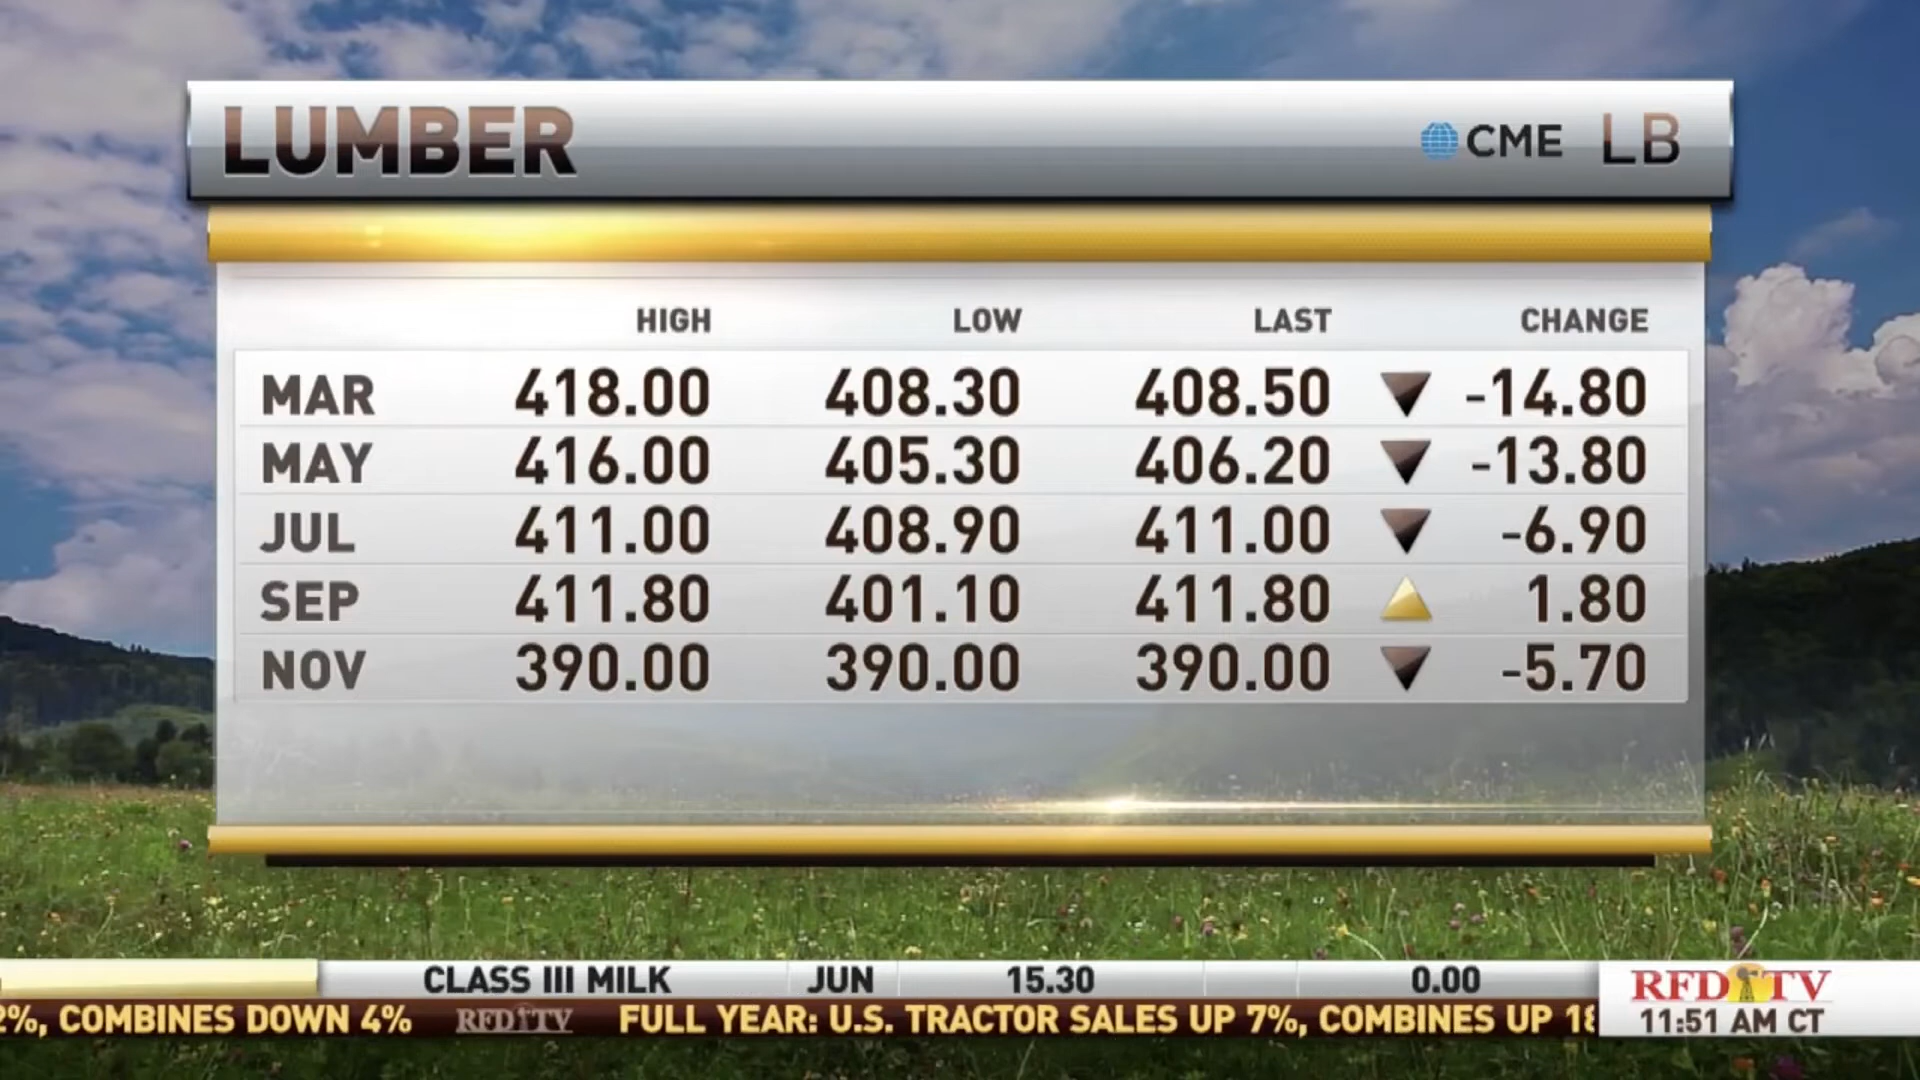 LUMBER CME LB
HIGH LOW LAST CHANGE
MAR 418.00 408.30 408.50 -14.80
MAY 416.00 405.30 406.20 -13.80
JUL 411.00 408.90 411.00 -6.90
SEP 411.80 401.10 411.80 1.80
NOV 390.00 390.00 390.00 -5.70
CLASS III MILK JUN 15.30 0.00
RFD TV
2%, COMBINES DOWN 4% RFD TV FULL YEAR: U.S. TRACTOR SALES UP 7%, COMBINES UP
11:51 AM CT